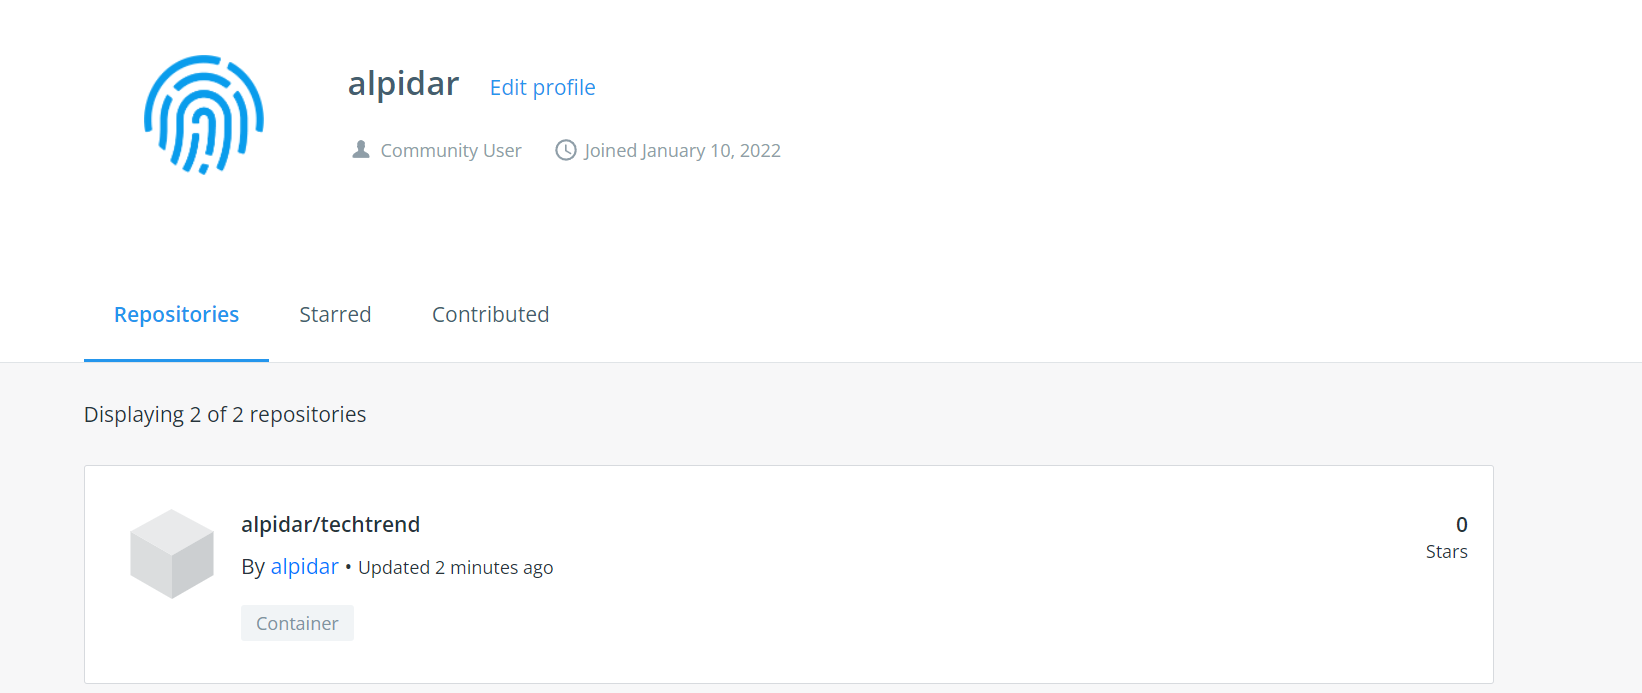 alpidar Edit profile
Community User Joined January 10, 2022
Repositories Starred Contributed
Displaying 2 of 2 repositories
alpidar/techtrend 0
By alpidar • Updated 2 minutes ago Stars
Container